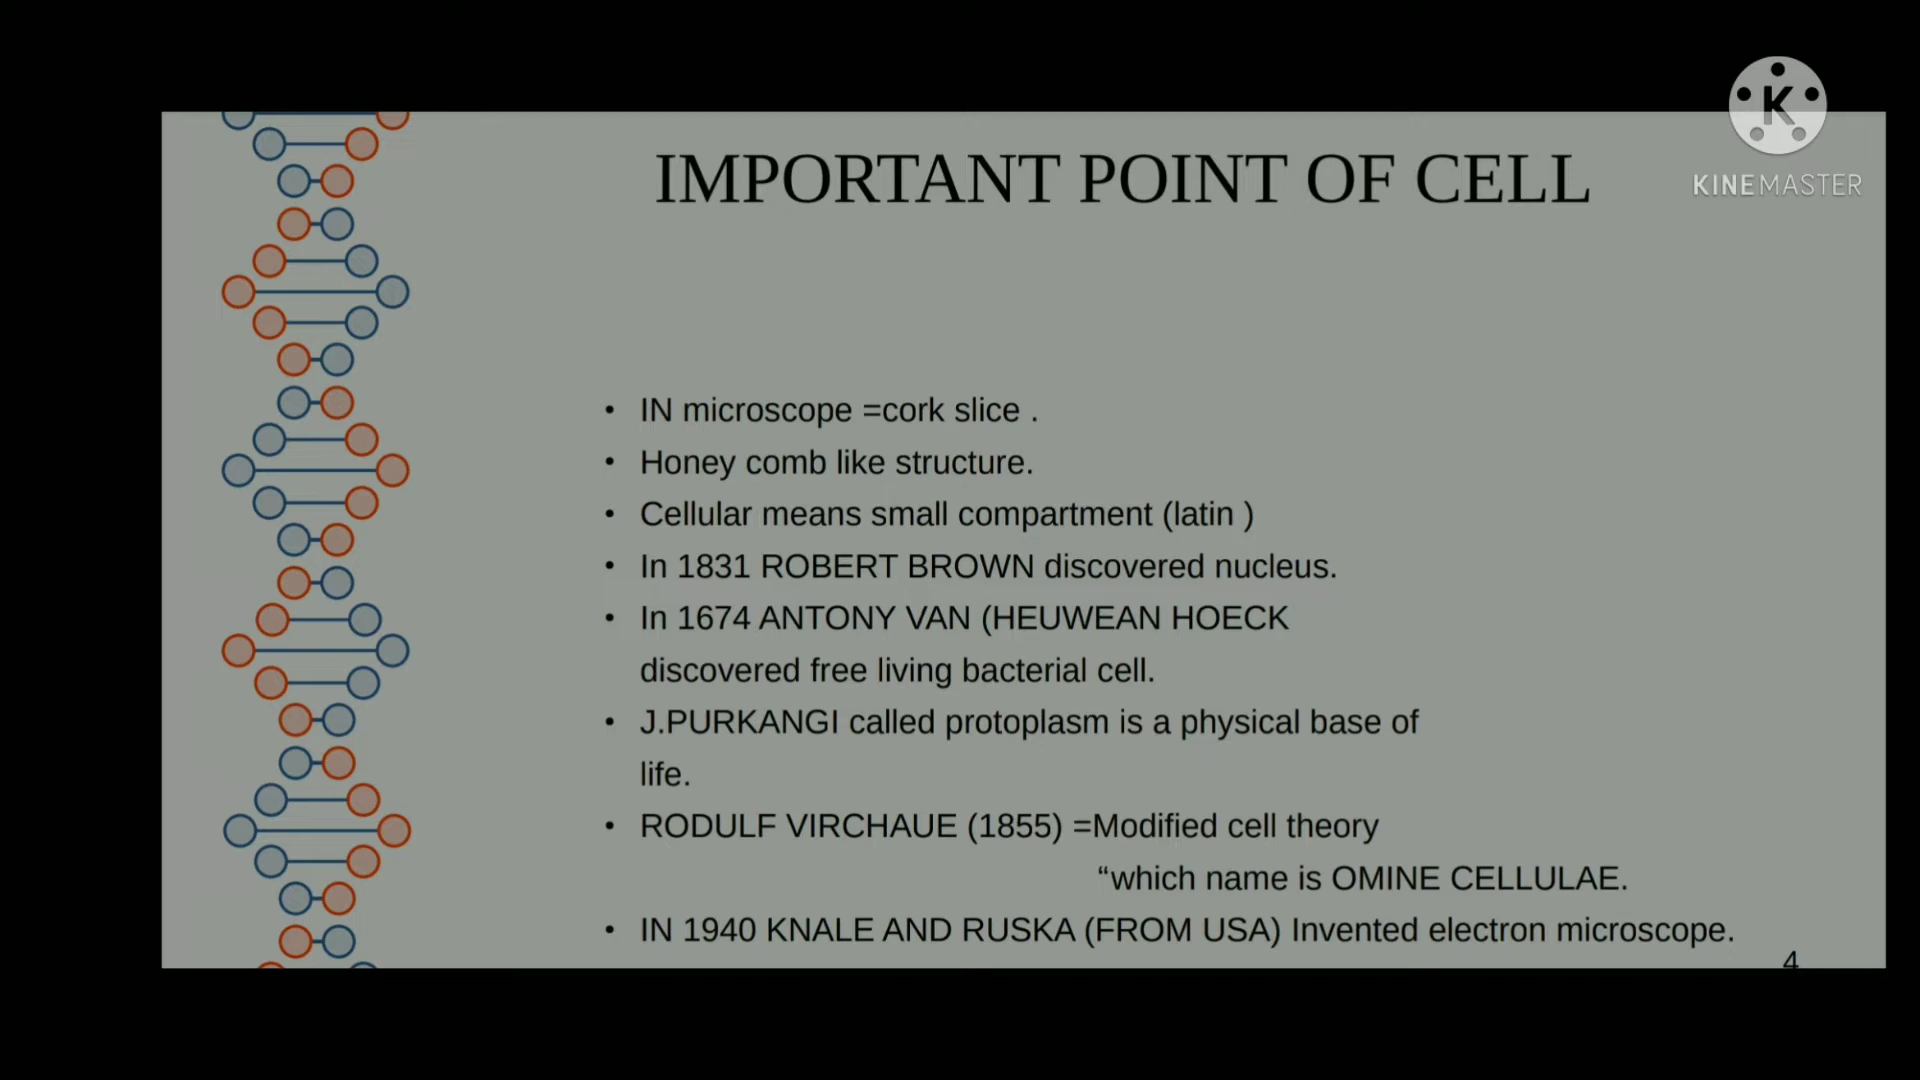 K
KINEMASTER
IMPORTANT POINT OF CELL
• IN microscope =cork slice .
• Honey comb like structure.
• Cellular means small compartment (latin )
• In 1831 ROBERT BROWN discovered nucleus.
• In 1674 ANTONY VAN (HEUWEAN HOECK
discovered free living bacterial cell.
• J.PURKANGI called protoplasm is a physical base of
life.
• RODULF VIRCHAUE (1855) =Modified cell theory
“which name is OMINE CELLULAE.
• IN 1940 KNALE AND RUSKA (FROM USA) Invented electron microscope.
4